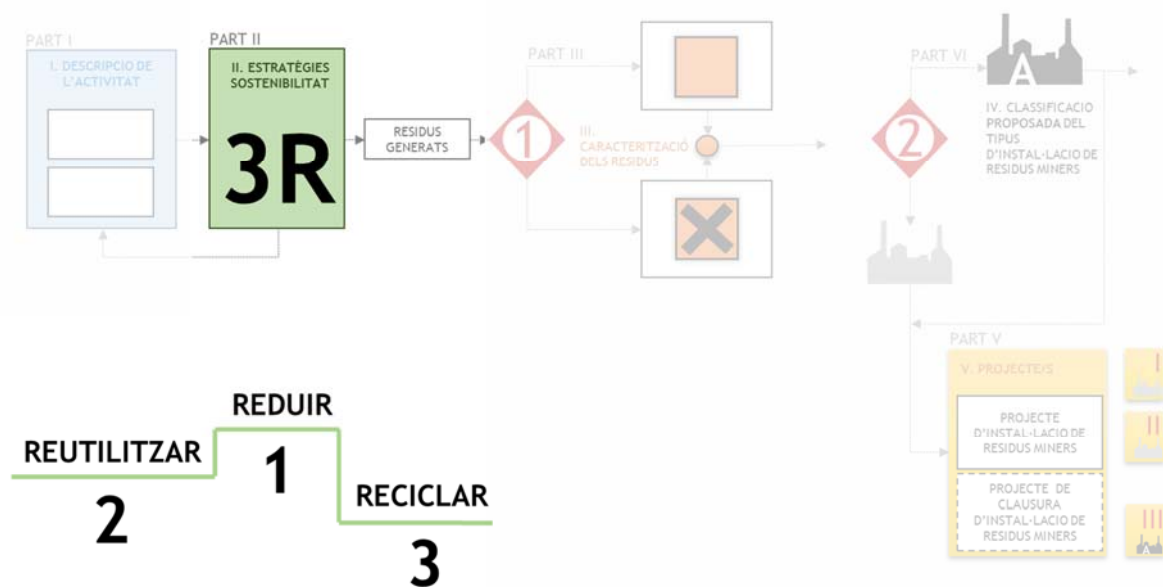 PART I
I. DESCRIPCIO DE
L'ACTIVITAT
PART II
II. ESTRATÈGIES
SOSTENIBILITAT
3R
RESIDUS
GENERATS
PART III
1
III.
CARACTERITZACIÓ
DELS RESIDUS
PART VI
2
A
IV. CLASSIFICACIO
PROPOSADA DEL
TIPUS
D'INSTAL·LACIO DE
RESIDUS MINERS
PART V
V. PROJECTE/S
PROJECTE
D'INSTAL·LACIO DE
RESIDUS MINERS
PROJECTE DE
CLAUSURA
D'INSTAL·LACIO DE
RESIDUS MINERS
I
II
III
A
REDUIR
1
REUTILITZAR
2
RECICLAR
3